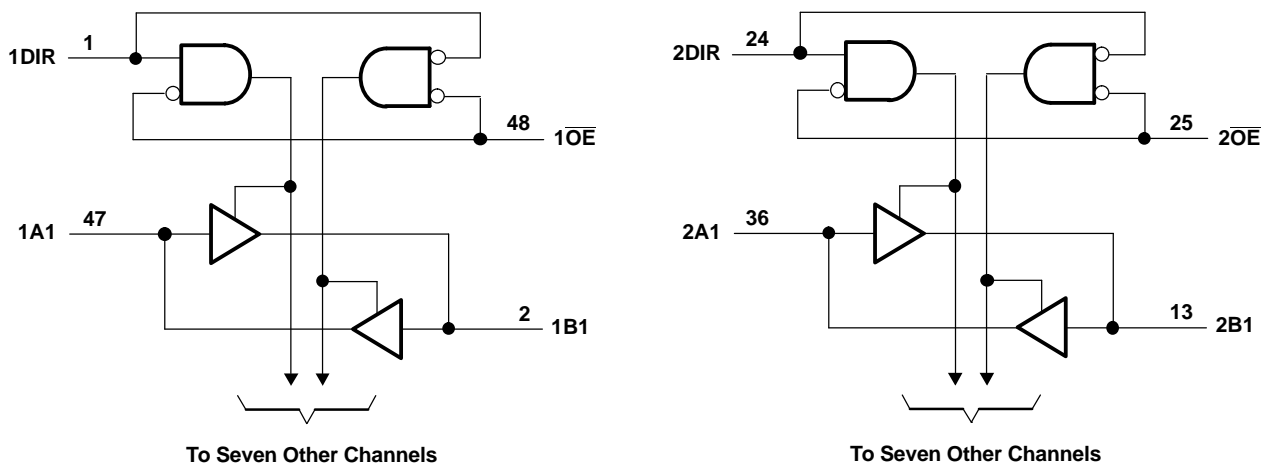 1DIR
1
48
1OE
47
1A1
2
1B1
To Seven Other Channels
2DIR
24
25
2OE
36
2A1
13
2B1
To Seven Other Channels